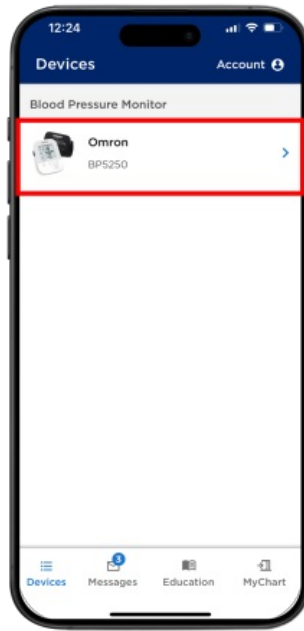 12:24
Devices Account
Blood Pressure Monitor
Omron
BP5250
3
Devices Messages Education MyChart